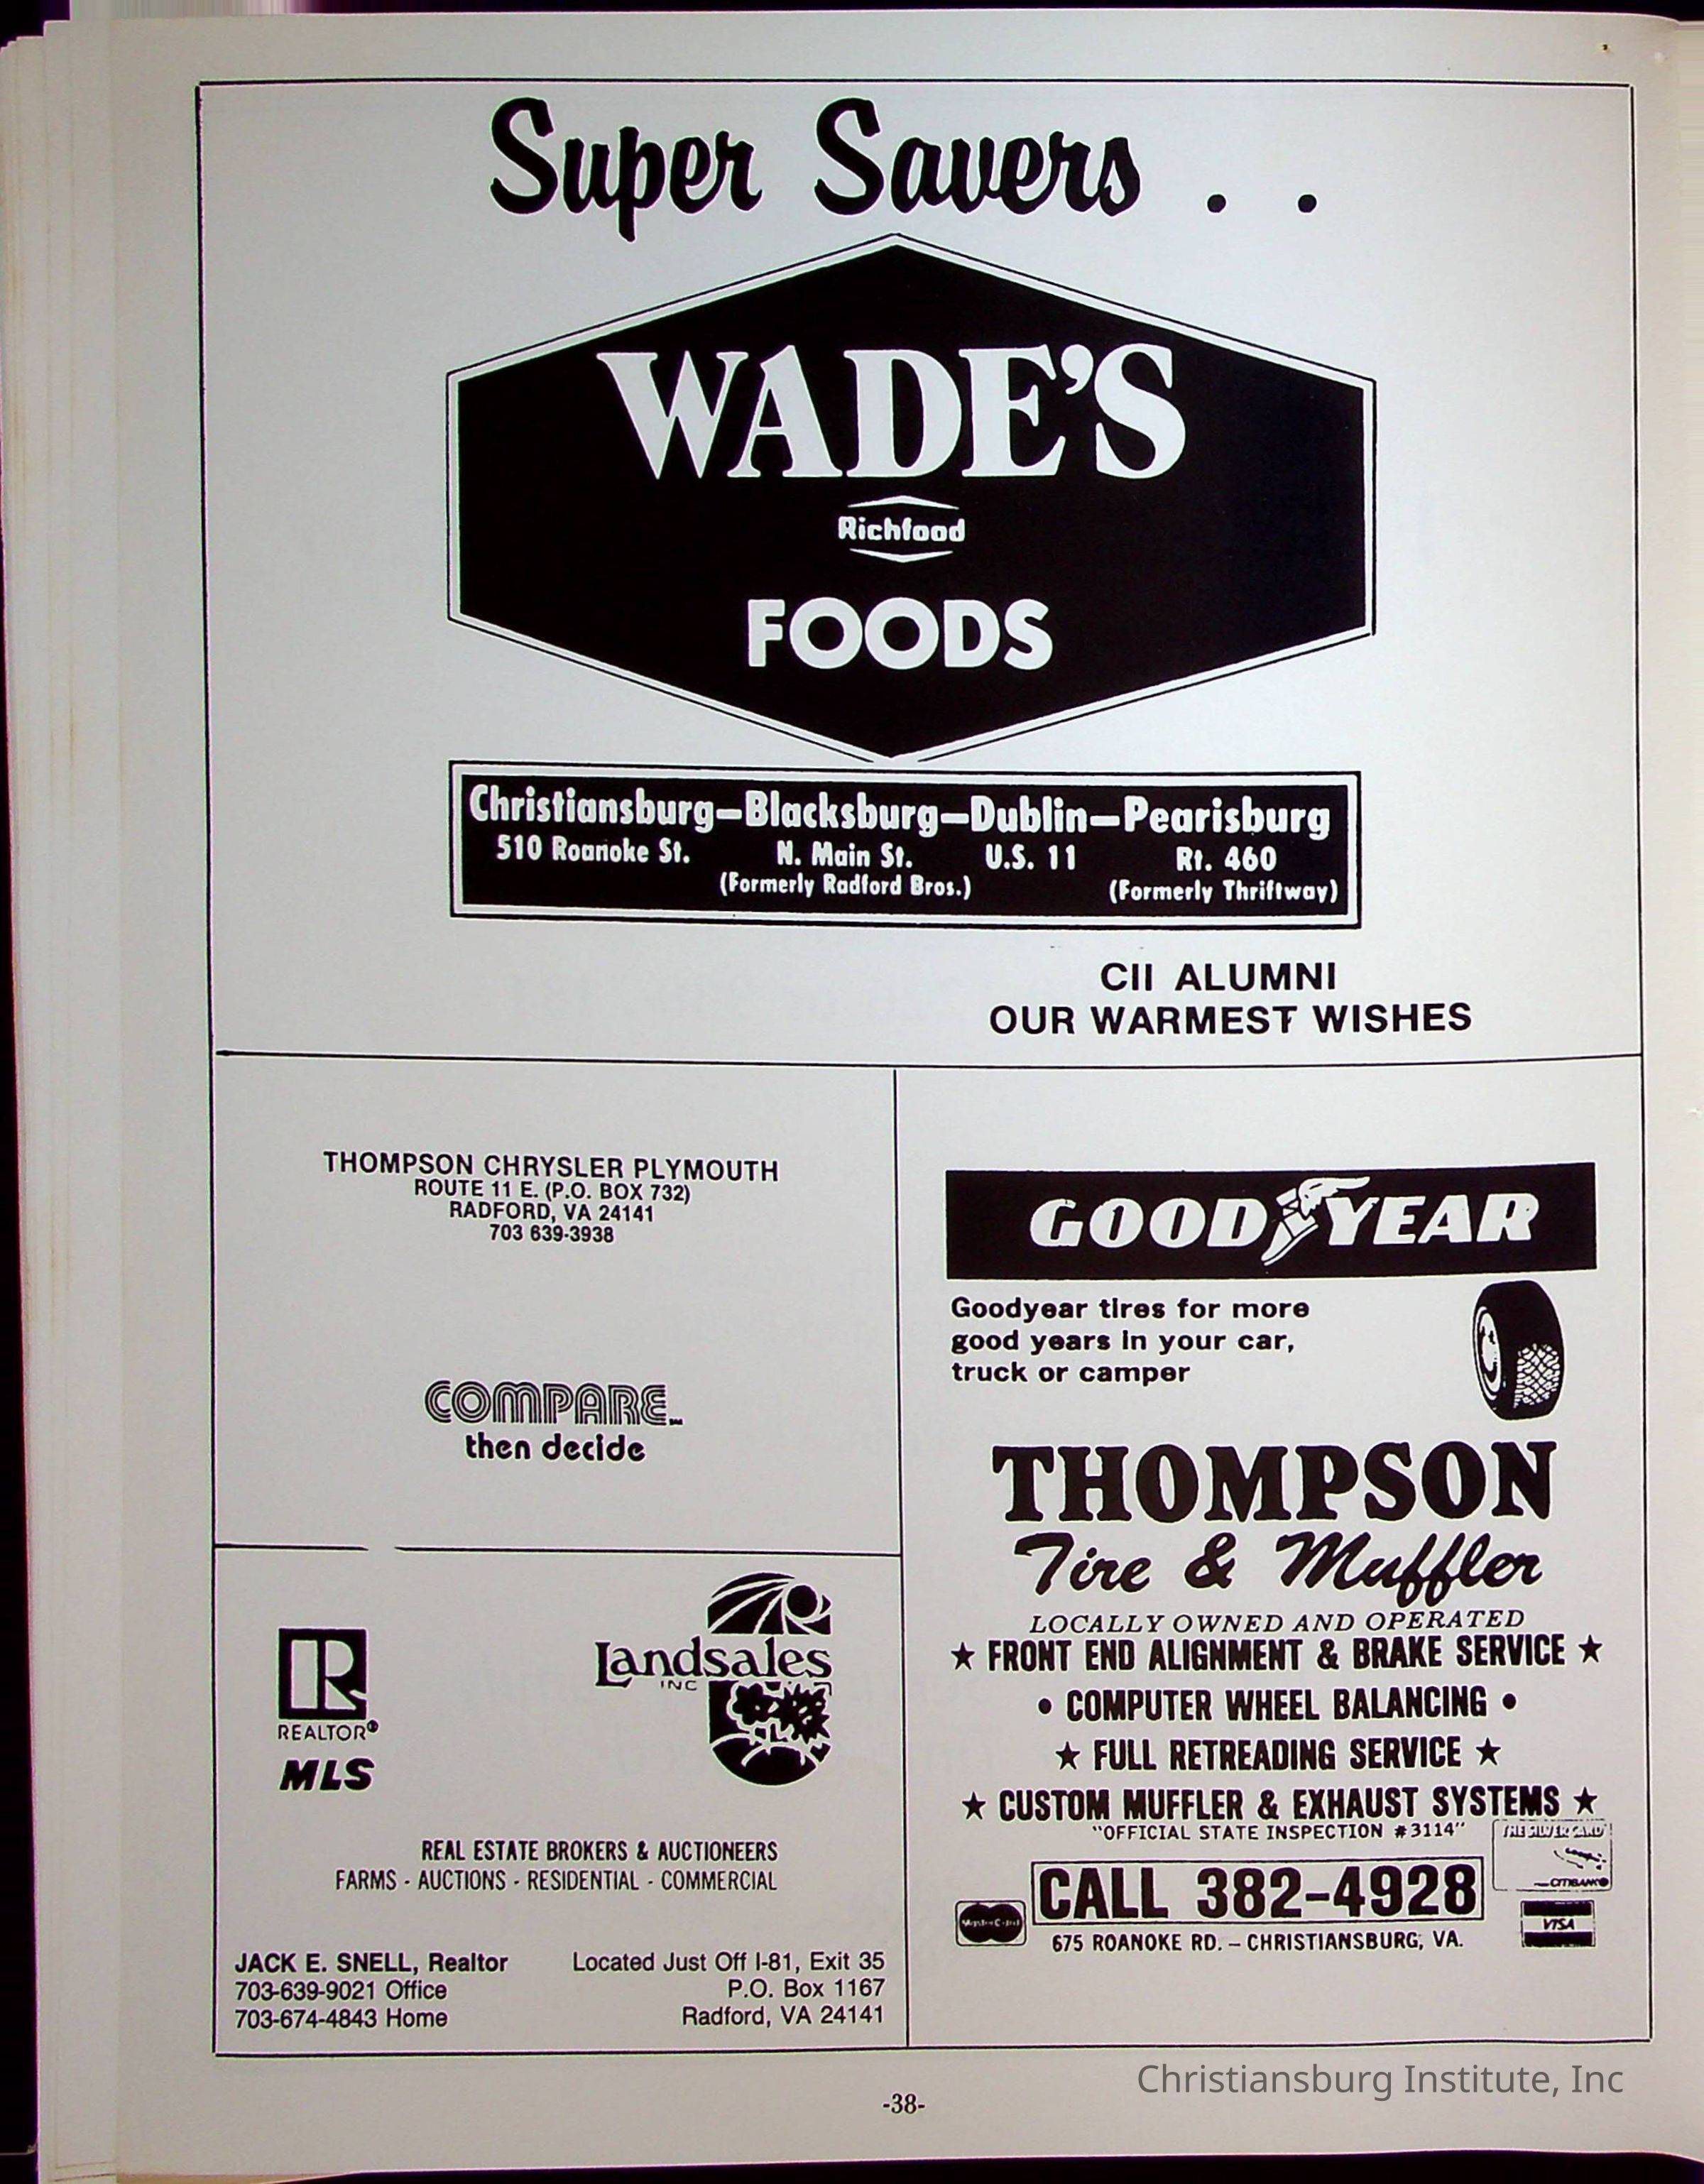 Super Savers . .
WADE'S
Richfood
FOODS
Christiansburg—Blacksburg—Dublin—Pearisburg
510 Roanoke St. N. Main St. U.S. 11 Rt. 460
(Formerly Radford Bros.) (Formerly Thriftway)
CII ALUMNI
OUR WARMEST WISHES
THOMPSON CHRYSLER PLYMOUTH
ROUTE 11 E. (P.O. BOX 732)
RADFORD, VA 24141
703 639-3938
COMPARE
then decide
REALTOR®
MLS
Landsales
INC
REAL ESTATE BROKERS & AUCTIONEERS
FARMS - AUCTIONS - RESIDENTIAL - COMMERCIAL
JACK E. SNELL, Realtor
703-639-9021 Office
703-674-4843 Home
Located Just Off I-81, Exit 35
P.O. Box 1167
Radford, VA 24141
GOODYEAR
Goodyear tires for more
good years in your car,
truck or camper
THOMPSON
Tire & Muffler
LOCALLY OWNED AND OPERATED
★ FRONT END ALIGNMENT & BRAKE SERVICE ★
• COMPUTER WHEEL BALANCING •
★ FULL RETREADING SERVICE ★
★ CUSTOM MUFFLER & EXHAUST SYSTEMS ★
"OFFICIAL STATE INSPECTION #3114"
THE SILVER CARD
CITIBANK
CALL 382-4928
MasterCard
VISA
675 ROANOKE RD. – CHRISTIANSBURG, VA.
-38-
Christiansburg Institute, Inc